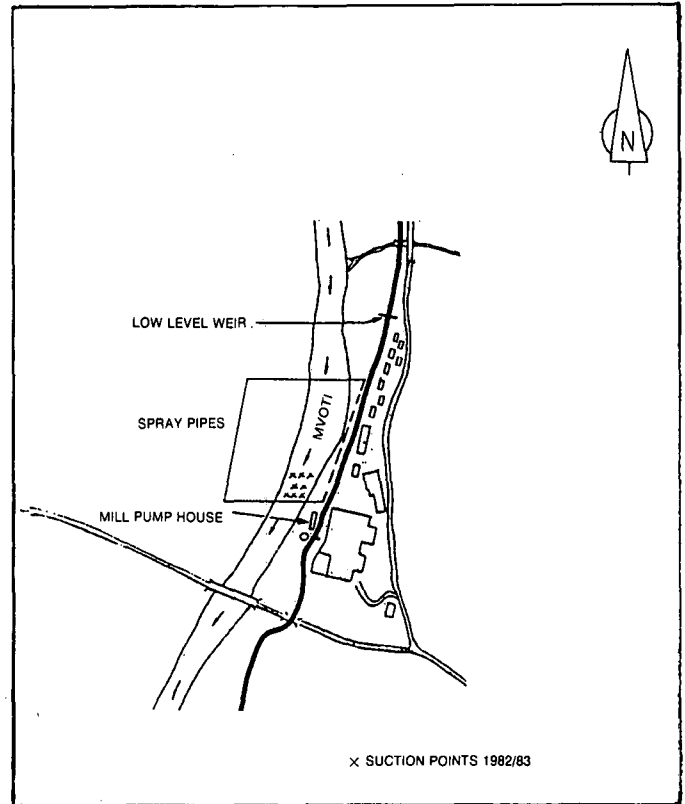 N
LOW LEVEL WEIR.
SPRAY PIPES
MVOTI
MILL PUMP HOUSE
× SUCTION POINTS 1982/83